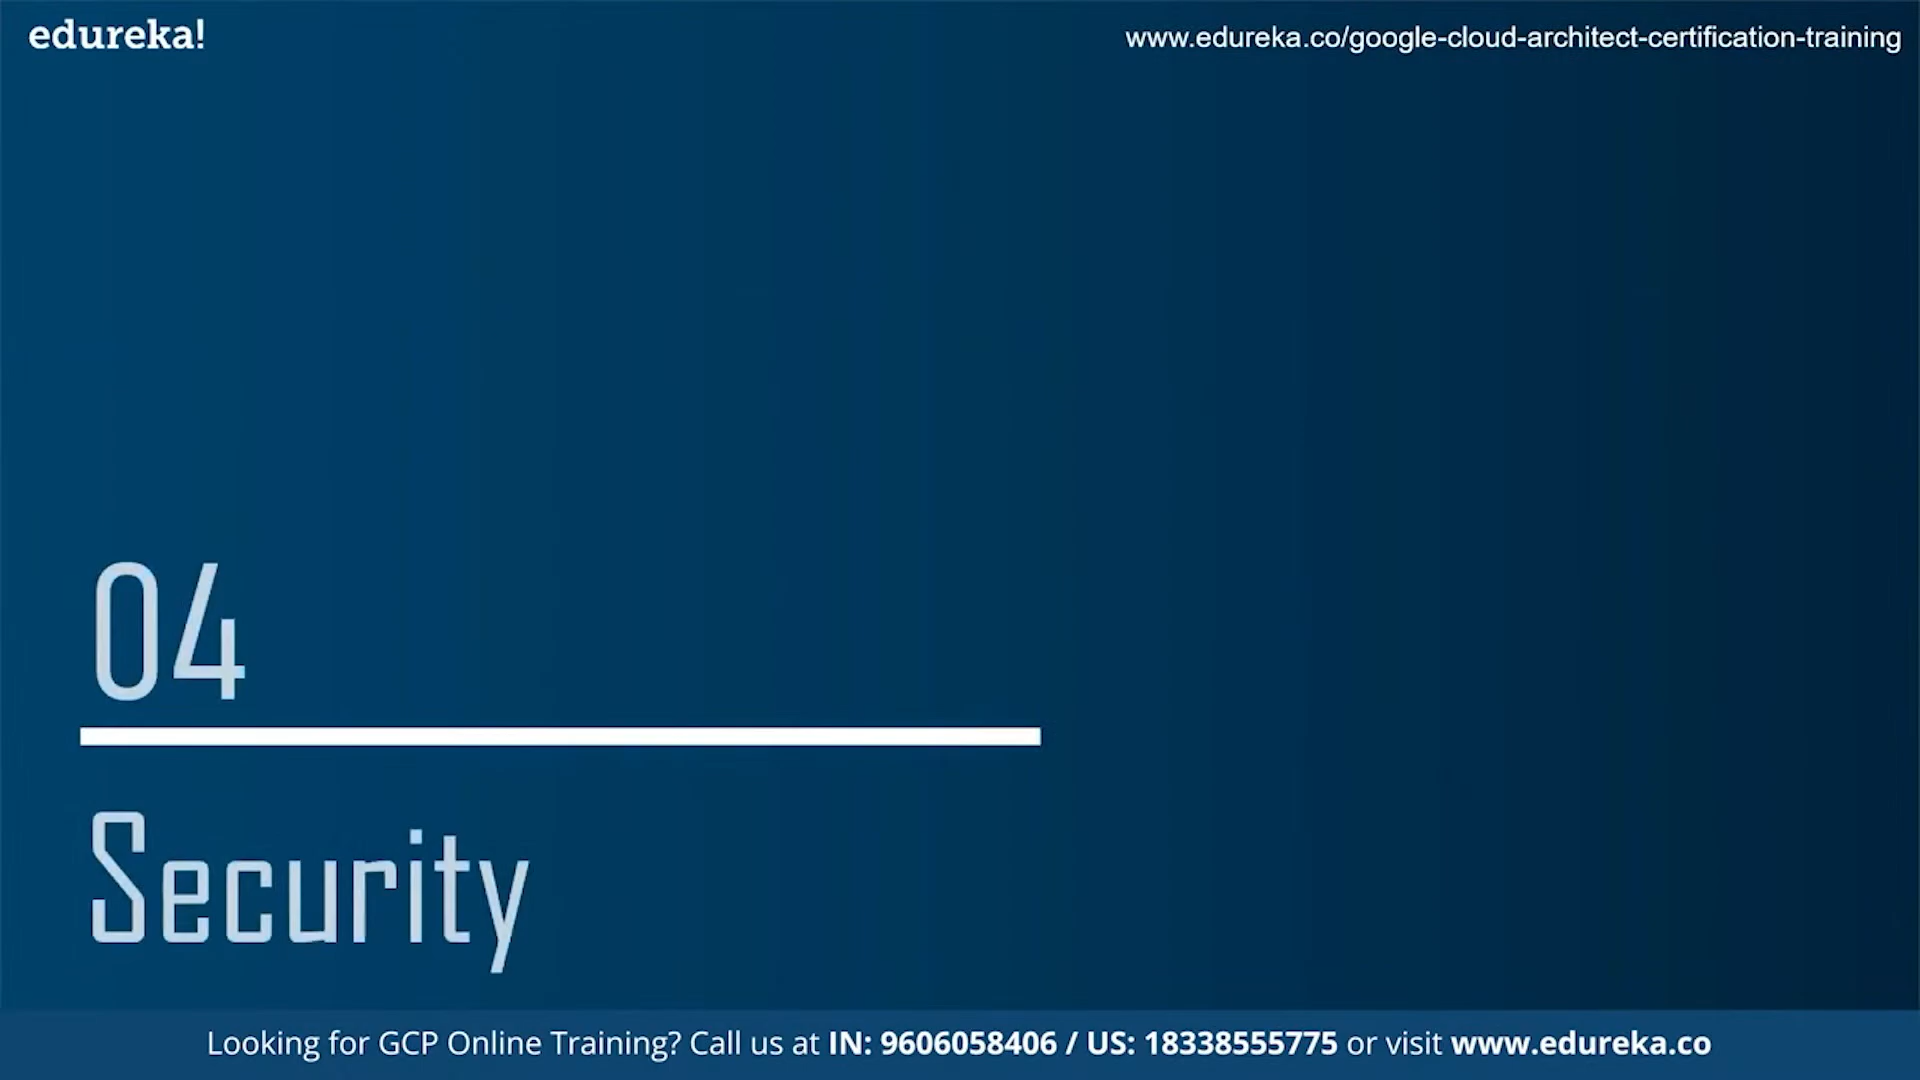 edureka!
www.edureka.co/google-cloud-architect-certification-training
04
Security
Looking for GCP Online Training? Call us at IN: 9606058406 / US: 18338555775 or visit www.edureka.co